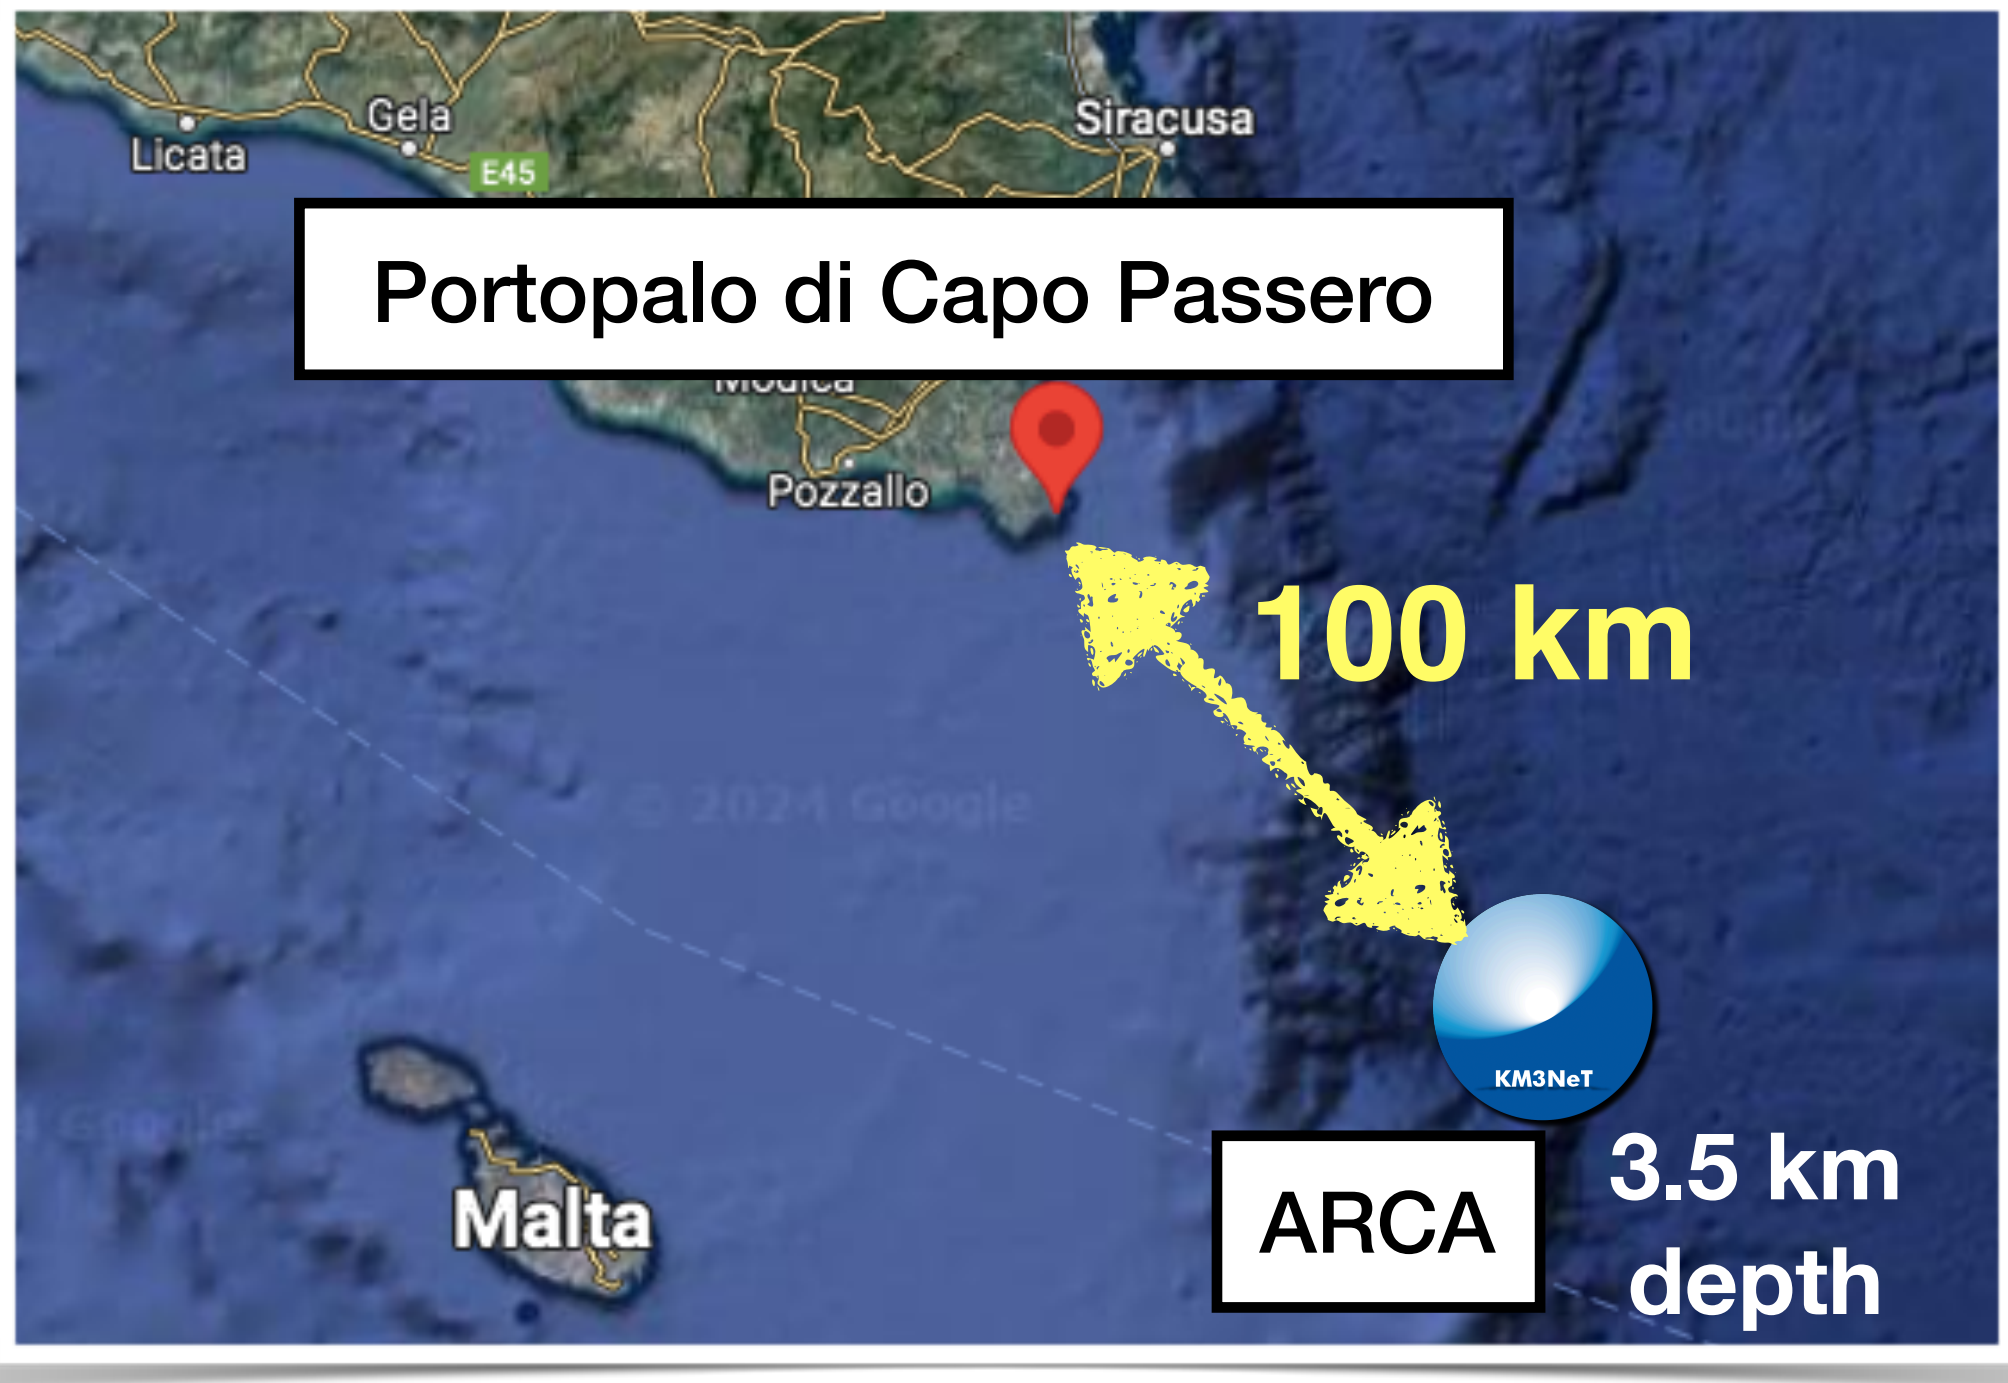 Gela
Siracusa
Licata
E45
Portopalo di Capo Passero
Modica
Pozzallo
100 km
© 2024 Google
KM3NeT
3.5 km
depth
ARCA
Malta